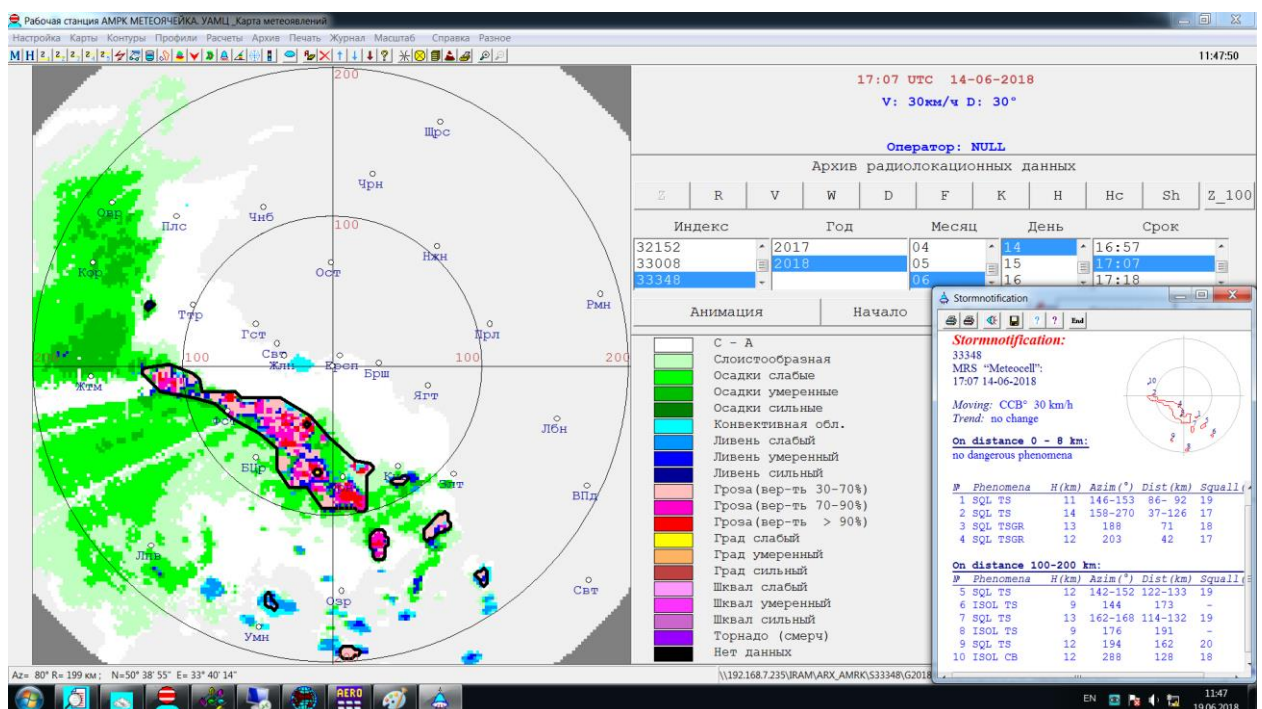 Рабочая станция АМРК МЕТЕОЯЧЕЙКА. УАМЦ _Карта метеоявлений
Настройка Карты Контуры Профили Расчеты Архив Печать Журнал Масштаб Справка Разное
11:47:50
200
Щрс
Чрн
Овр
Плс
Чнб
100
Нжн
Кор
Ост
Рмн
Ттр
Гст
Прл
Свт
200
100
Жлн
Ерсп
Брш
100
200
Жтм
Ягт
Фст
Лбн
БЦр
Злт
ВПд
Лпв
Озр
Свт
Умн
17:07 UTC 14-06-2018
V: 30км/ч D: 30°
Оператор: NULL
Архив радиолокационных данных
Z R V W D F K H Hc Sh Z_100
Индекс Год Месяц День Срок
32152 2017 04 14 16:57
33008 2018 05 15 17:07
33348 06 16 17:18
Анимация Начало
С - А
Слоистообразная
Осадки слабые
Осадки умеренные
Осадки сильные
Конвективная обл.
Ливень слабый
Ливень умеренный
Ливень сильный
Гроза(вер-ть 30-70%)
Гроза(вер-ть 70-90%)
Гроза(вер-ть > 90%)
Град слабый
Град умеренный
Град сильный
Шквал слабый
Шквал умеренный
Шквал сильный
Торнадо (смерч)
Нет данных
Stormnotification
End
Stormnotification:
33348
MRS “Meteocell”:
17:07 14-06-2018
Moving: ССВ° 30 km/h
Trend: no change
On distance 0 - 8 km:
no dangerous phenomena
№ Phenomena H(km) Azim(°) Dist(km) Squall(
1 SQL TS 11 146-153 86- 92 19
2 SQL TS 14 158-270 37-126 17
3 SQL TSGR 13 188 71 18
4 SQL TSGR 12 203 42 17
On distance 100-200 km:
№ Phenomena H(km) Azim(°) Dist(km) Squall(
5 SQL TS 12 142-152 122-133 19
6 ISOL TS 9 144 173 -
7 SQL TS 13 162-168 114-132 19
8 ISOL TS 9 176 191 -
9 SQL TS 12 194 162 20
10 ISOL CB 12 288 128 18
Az= 80° R= 199 км ; N=50° 38' 55" E= 33° 40' 14"
\\192.168.7.235\IRAM\ARX_AMRK\S33348\G2018
AERO
EN
11:47
19.06.2018